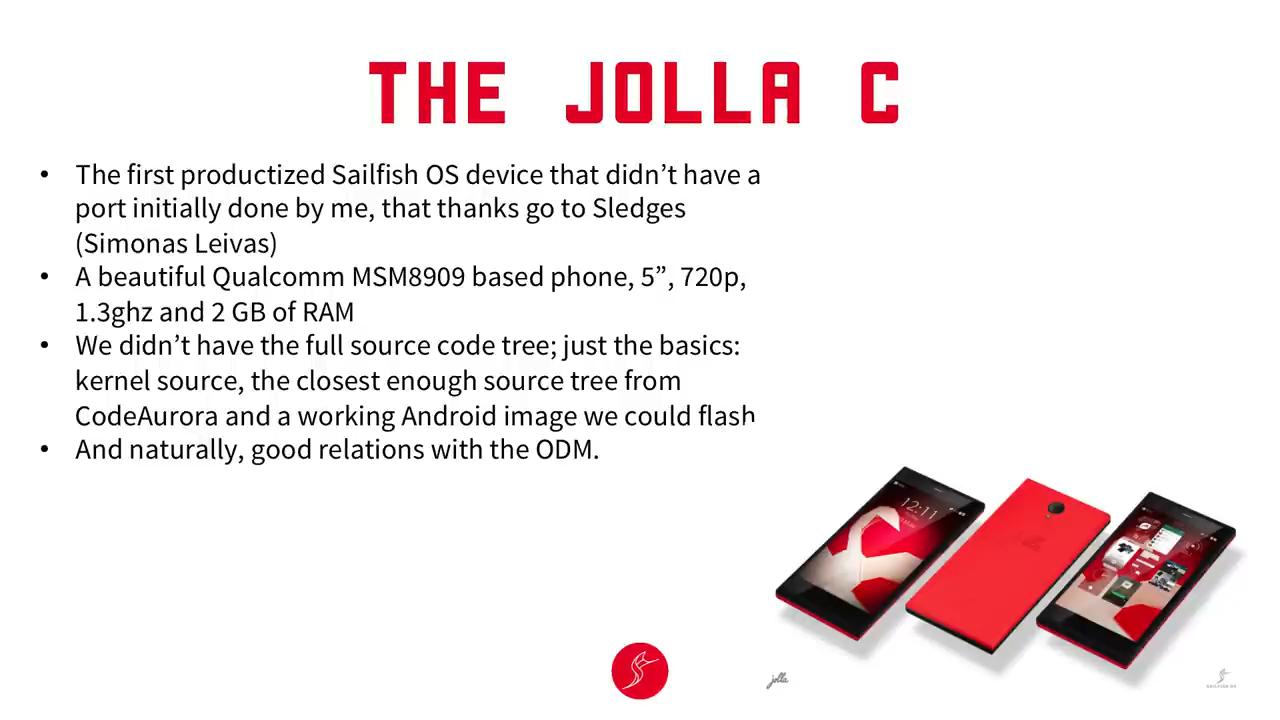 THE JOLLA C
• The first productized Sailfish OS device that didn’t have a
port initially done by me, that thanks go to Sledges
(Simonas Leivas)
• A beautiful Qualcomm MSM8909 based phone, 5”, 720p,
1.3ghz and 2 GB of RAM
• We didn’t have the full source code tree; just the basics:
kernel source, the closest enough source tree from
CodeAurora and a working Android image we could flash
• And naturally, good relations with the ODM.
12:11
Jolla
jolla
SAILFISH OS